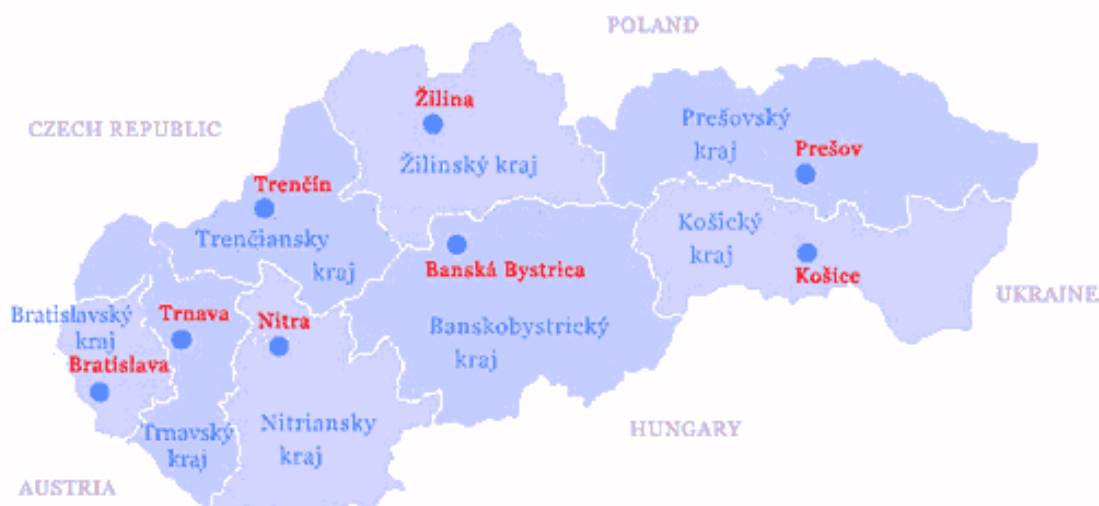 POLAND
Žilina
CZECH REPUBLIC
Prešovský
kraj
Prešov
Žilinský kraj
Trenčín
Košický
kraj
Trenčiansky
kraj
Banská Bystrica
Košice
UKRAINE
Bratislavský
kraj
Trnava
Nitra
Banskobystrický
kraj
Bratislava
Nitriansky
kraj
Trnavský
kraj
HUNGARY
AUSTRIA